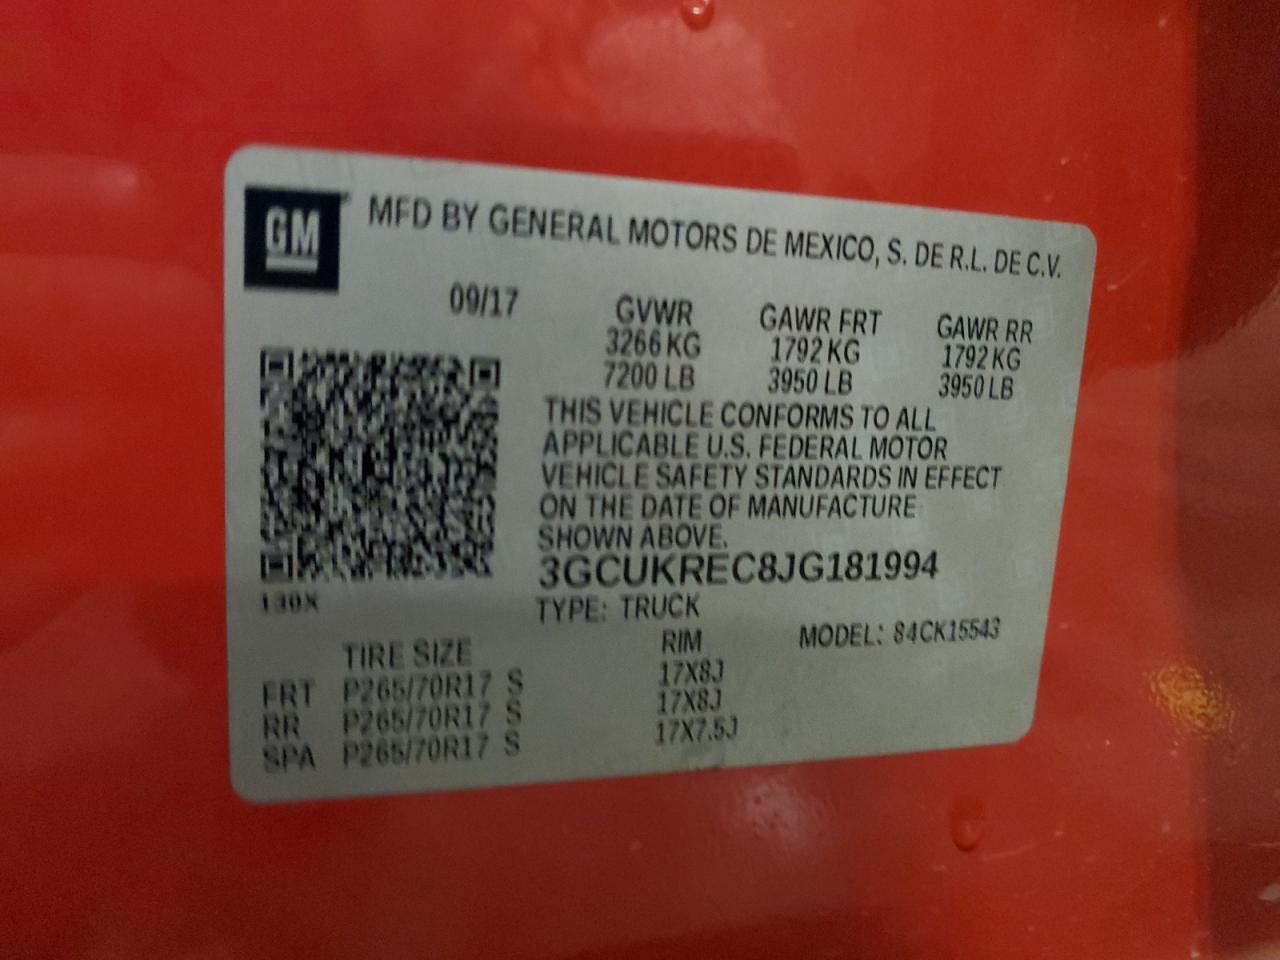 GM
MFD BY GENERAL MOTORS DE MEXICO, S. DE R.L. DE C.V.
09/17
GVWR GAWR FRT GAWR RR
3266 KG 1792 KG 1792 KG
7200 LB 3950 LB 3950 LB
THIS VEHICLE CONFORMS TO ALL
APPLICABLE U.S. FEDERAL MOTOR
VEHICLE SAFETY STANDARDS IN EFFECT
ON THE DATE OF MANUFACTURE
SHOWN ABOVE.
3GCUKREC8JG181994
130X
TYPE: TRUCK
MODEL: 84CK15543
TIRE SIZE RIM
FRT P265/70R17 S 17X8J
RR P265/70R17 S 17X8J
SPA P265/70R17 S 17X7.5J